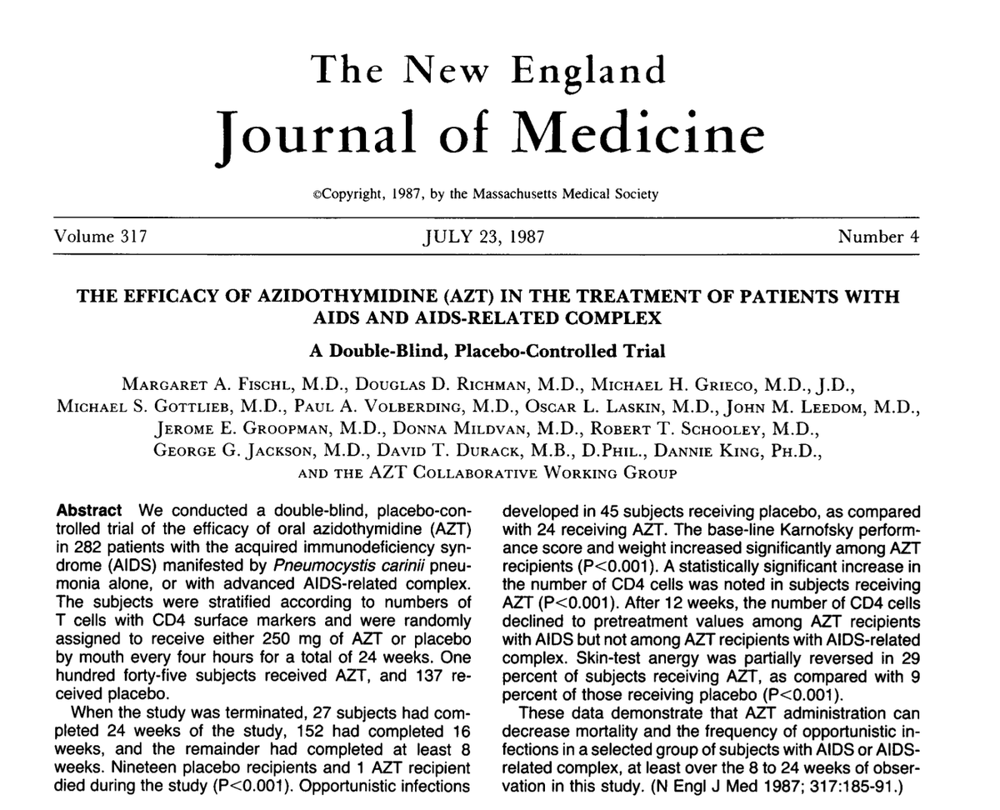 The New England
Journal of Medicine
©Copyright, 1987, by the Massachusetts Medical Society
Volume 317 JULY 23, 1987 Number 4
THE EFFICACY OF AZIDOTHYMIDINE (AZT) IN THE TREATMENT OF PATIENTS WITH
AIDS AND AIDS-RELATED COMPLEX
A Double-Blind, Placebo-Controlled Trial
MARGARET A. FISCHL, M.D., DOUGLAS D. RICHMAN, M.D., MICHAEL H. GRIECO, M.D., J.D.,
MICHAEL S. GOTTLIEB, M.D., PAUL A. VOLBERDING, M.D., OSCAR L. LASKIN, M.D., JOHN M. LEEDOM, M.D.,
JEROME E. GROOPMAN, M.D., DONNA MILDVAN, M.D., ROBERT T. SCHOOLEY, M.D.,
GEORGE G. JACKSON, M.D., DAVID T. DURACK, M.B., D.PHIL., DANNIE KING, PH.D.,
AND THE AZT COLLABORATIVE WORKING GROUP
Abstract We conducted a double-blind, placebo-con-
trolled trial of the efficacy of oral azidothymidine (AZT)
in 282 patients with the acquired immunodeficiency syn-
drome (AIDS) manifested by Pneumocystis carinii pneu-
monia alone, or with advanced AIDS-related complex.
The subjects were stratified according to numbers of
T cells with CD4 surface markers and were randomly
assigned to receive either 250 mg of AZT or placebo
by mouth every four hours for a total of 24 weeks. One
hundred forty-five subjects received AZT, and 137 re-
ceived placebo.
When the study was terminated, 27 subjects had com-
pleted 24 weeks of the study, 152 had completed 16
weeks, and the remainder had completed at least 8
weeks. Nineteen placebo recipients and 1 AZT recipient
died during the study (P<0.001). Opportunistic infections
developed in 45 subjects receiving placebo, as compared
with 24 receiving AZT. The base-line Karnofsky perform-
ance score and weight increased significantly among AZT
recipients (P<0.001). A statistically significant increase in
the number of CD4 cells was noted in subjects receiving
AZT (P<0.001). After 12 weeks, the number of CD4 cells
declined to pretreatment values among AZT recipients
with AIDS but not among AZT recipients with AIDS-related
complex. Skin-test anergy was partially reversed in 29
percent of subjects receiving AZT, as compared with 9
percent of those receiving placebo (P<0.001).
These data demonstrate that AZT administration can
decrease mortality and the frequency of opportunistic in-
fections in a selected group of subjects with AIDS or AIDS-
related complex, at least over the 8 to 24 weeks of obser-
vation in this study. (N Engl J Med 1987; 317:185-91.)